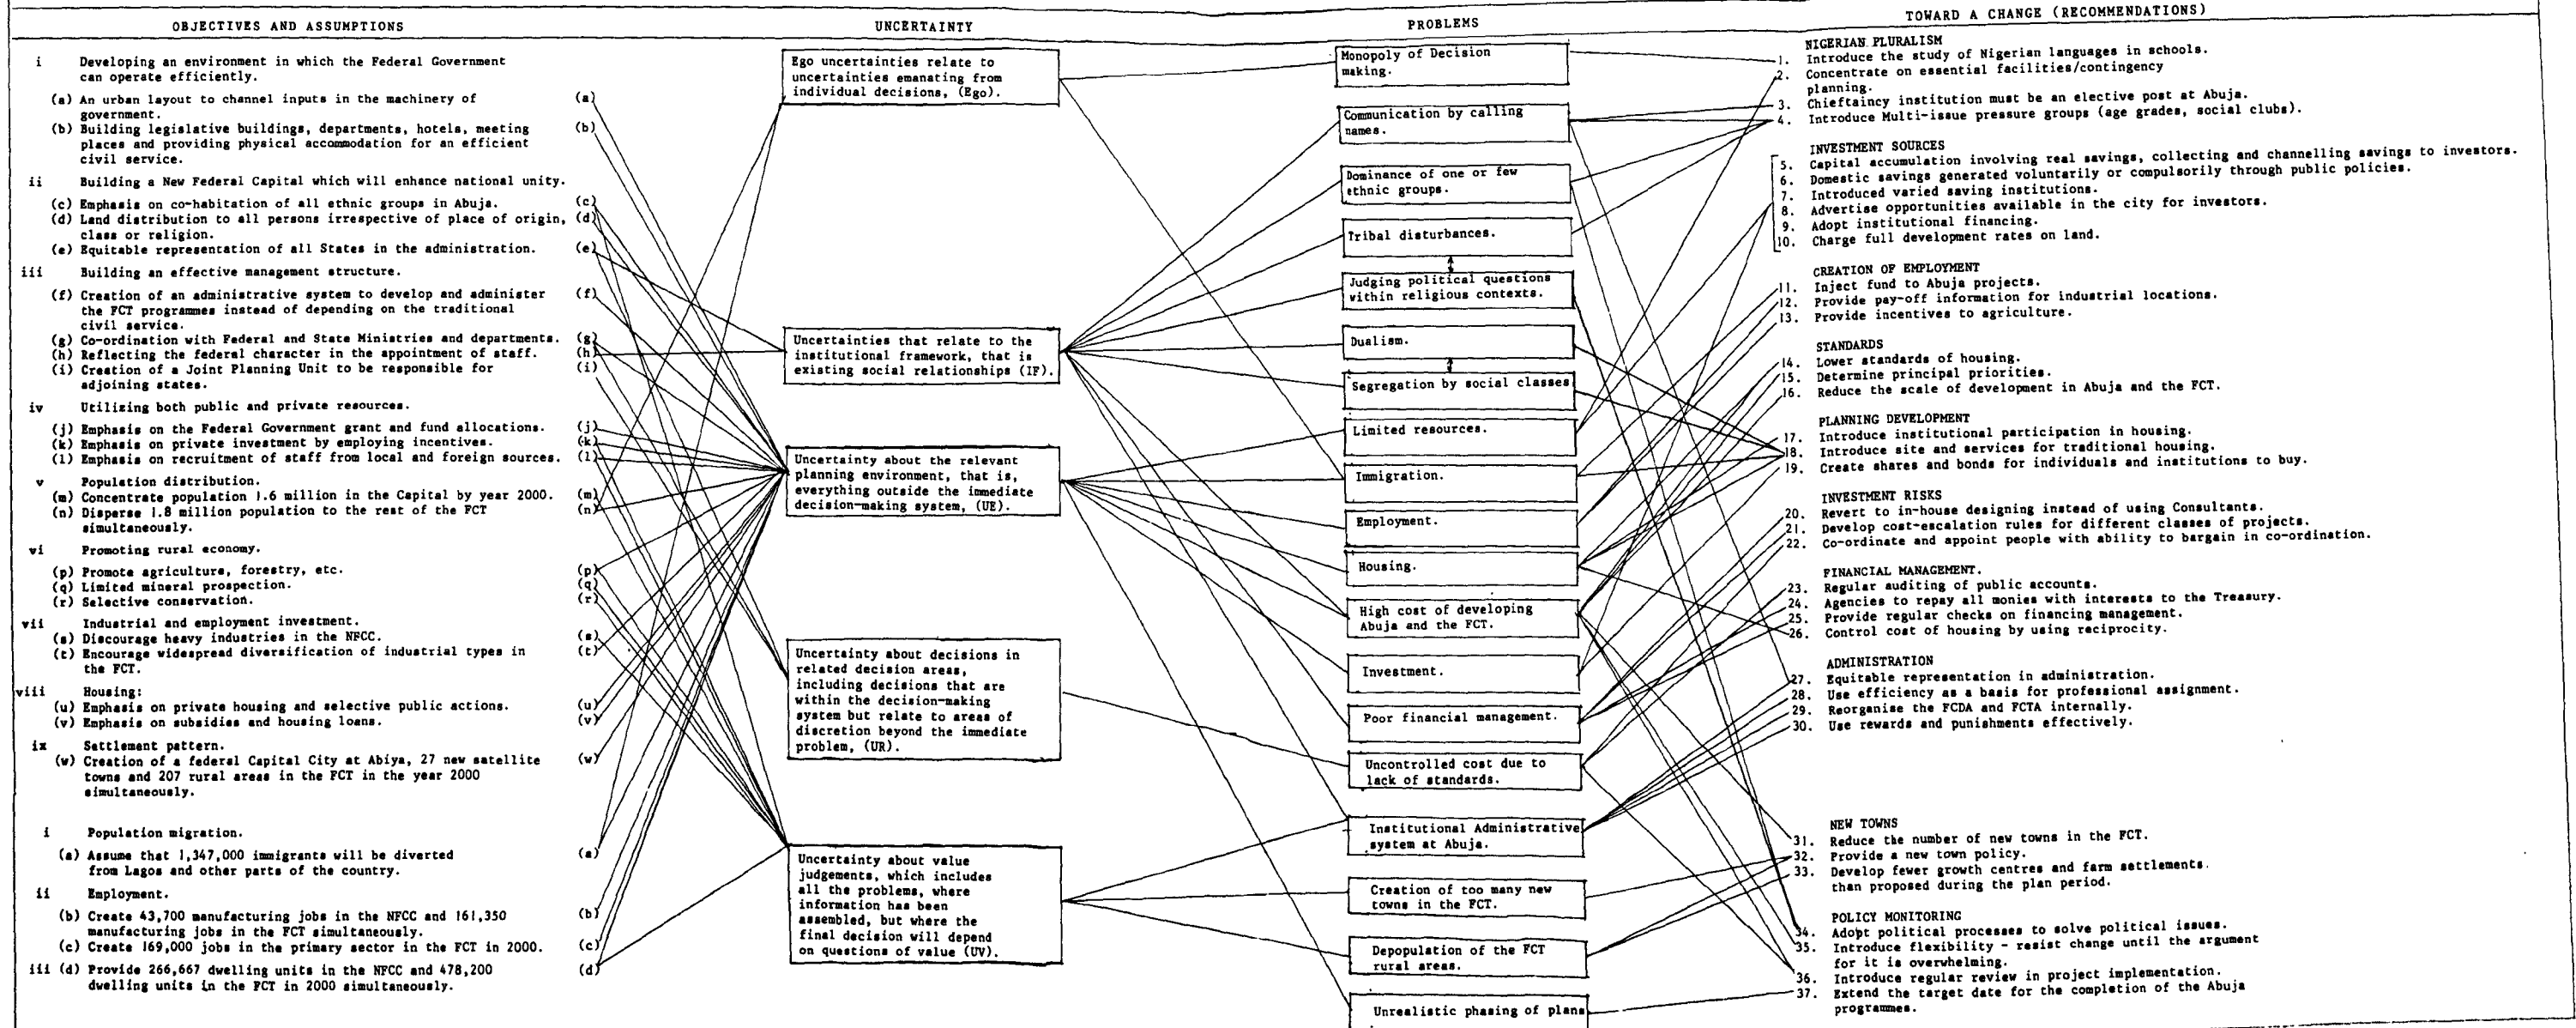 OBJECTIVES AND ASSUMPTIONS
i Developing an environment in which the Federal Government
can operate efficiently.
(a) An urban layout to channel inputs in the machinery of (a)
government.
(b) Building legislative buildings, departments, hotels, meeting (b)
places and providing physical accommodation for an efficient
civil service.
ii Building a New Federal Capital which will enhance national unity.
(c) Emphasis on co-habitation of all ethnic groups in Abuja. (c)
(d) Land distribution to all persons irrespective of place of origin, (d)
class or religion.
(e) Equitable representation of all States in the administration. (e)
iii Building an effective management structure.
(f) Creation of an administrative system to develop and administer (f)
the FCT programmes instead of depending on the traditional
civil service.
(g) Co-ordination with Federal and State Ministries and departments. (g)
(h) Reflecting the federal character in the appointment of staff. (h)
(i) Creation of a Joint Planning Unit to be responsible for (i)
adjoining states.
iv Utilizing both public and private resources.
(j) Emphasis on the Federal Government grant and fund allocations. (j)
(k) Emphasis on private investment by employing incentives. (k)
(l) Emphasis on recruitment of staff from local and foreign sources. (l)
v Population distribution.
(m) Concentrate population 1.6 million in the Capital by year 2000. (m)
(n) Disperse 1.8 million population to the rest of the FCT (n)
simultaneously.
vi Promoting rural economy.
(p) Promote agriculture, forestry, etc. (p)
(q) Limited mineral prospection. (q)
(r) Selective conservation. (r)
vii Industrial and employment investment.
(s) Discourage heavy industries in the NFCC. (s)
(t) Encourage widespread diversification of industrial types in (t)
the FCT.
viii Housing:
(u) Emphasis on private housing and selective public actions. (u)
(v) Emphasis on subsidies and housing loans. (v)
ix Settlement pattern.
(w) Creation of a federal Capital City at Abiya, 27 new satellite (w)
towns and 207 rural areas in the FCT in the year 2000
simultaneously.
i Population migration.
(a) Assume that 1,347,000 immigrants will be diverted (a)
from Lagos and other parts of the country.
ii Employment.
(b) Create 43,700 manufacturing jobs in the NFCC and 161,350 (b)
manufacturing jobs in the FCT simultaneously.
(c) Create 169,000 jobs in the primary sector in the FCT in 2000. (c)
iii (d) Provide 266,667 dwelling units in the NFCC and 478,200 (d)
dwelling units in the FCT in 2000 simultaneously.
UNCERTAINTY
Ego uncertainties relate to
uncertainties emanating from
individual decisions, (Ego).
Uncertainties that relate to the
institutional framework, that is
existing social relationships (IF).
Uncertainty about the relevant
planning environment, that is,
everything outside the immediate
decision-making system, (UE).
Uncertainty about decisions in
related decision areas,
including decisions that are
within the decision-making
system but relate to areas of
discretion beyond the immediate
problem, (UR).
Uncertainty about value
judgements, which includes
all the problems, where
information has been
assembled, but where the
final decision will depend
on questions of value (UV).
PROBLEMS
Monopoly of Decision
making.
Communication by calling
names.
Dominance of one or few
ethnic groups.
Tribal disturbances.
Judging political questions
within religious contexts.
Dualism.
Segregation by social classes
Limited resources.
Immigration.
Employment.
Housing.
High cost of developing
Abuja and the FCT.
Investment.
Poor financial management.
Uncontrolled cost due to
lack of standards.
Institutional Administrative
system at Abuja.
Creation of too many new
towns in the FCT.
Depopulation of the FCT
rural areas.
Unrealistic phasing of plans
TOWARD A CHANGE (RECOMMENDATIONS)
NIGERIAN PLURALISM
1. Introduce the study of Nigerian languages in schools.
2. Concentrate on essential facilities/contingency
planning.
3. Chieftaincy institution must be an elective post at Abuja.
4. Introduce Multi-issue pressure groups (age grades, social clubs).
INVESTMENT SOURCES
5. Capital accumulation involving real savings, collecting and channelling savings to investors.
6. Domestic savings generated voluntarily or compulsorily through public policies.
7. Introduced varied saving institutions.
8. Advertise opportunities available in the city for investors.
9. Adopt institutional financing.
10. Charge full development rates on land.
CREATION OF EMPLOYMENT
11. Inject fund to Abuja projects.
12. Provide pay-off information for industrial locations.
13. Provide incentives to agriculture.
STANDARDS
14. Lower standards of housing.
15. Determine principal priorities.
16. Reduce the scale of development in Abuja and the FCT.
PLANNING DEVELOPMENT
17. Introduce institutional participation in housing.
18. Introduce site and services for traditional housing.
19. Create shares and bonds for individuals and institutions to buy.
INVESTMENT RISKS
20. Revert to in-house designing instead of using Consultants.
21. Develop cost-escalation rules for different classes of projects.
22. Co-ordinate and appoint people with ability to bargain in co-ordination.
FINANCIAL MANAGEMENT.
23. Regular auditing of public accounts.
24. Agencies to repay all monies with interests to the Treasury.
25. Provide regular checks on financing management.
26. Control cost of housing by using reciprocity.
ADMINISTRATION
27. Equitable representation in administration.
28. Use efficiency as a basis for professional assignment.
29. Reorganise the FCDA and FCTA internally.
30. Use rewards and punishments effectively.
NEW TOWNS
31. Reduce the number of new towns in the FCT.
32. Provide a new town policy.
33. Develop fewer growth centres and farm settlements.
than proposed during the plan period.
POLICY MONITORING
34. Adopt political processes to solve political issues.
35. Introduce flexibility - resist change until the argument
for it is overwhelming.
36. Introduce regular review in project implementation.
37. Extend the target date for the completion of the Abuja
programmes.